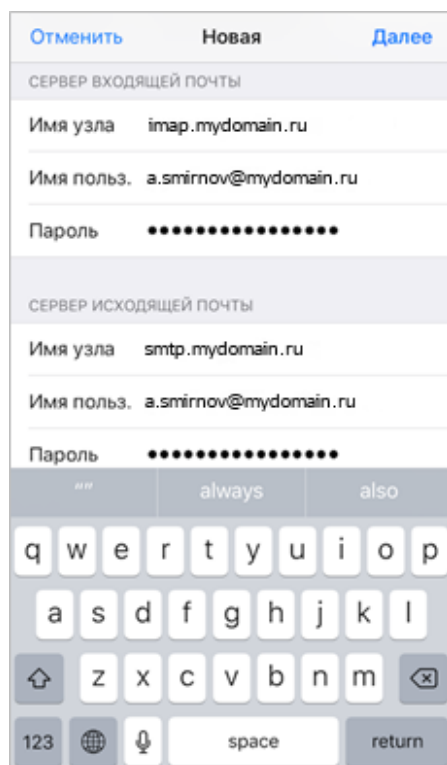 Отменить Новая Далее
СЕРВЕР ВХОДЯЩЕЙ ПОЧТЫ
Имя узла imap.mydomain.ru
Имя польз. a.smirnov@mydomain.ru
Пароль ••••••••••••••••
СЕРВЕР ИСХОДЯЩЕЙ ПОЧТЫ
Имя узла smtp.mydomain.ru
Имя польз. a.smirnov@mydomain.ru
Пароль ••••••••••••••••
"" always also
q w e r t y u i o p
a s d f g h j k l
z x c v b n m
123 space return